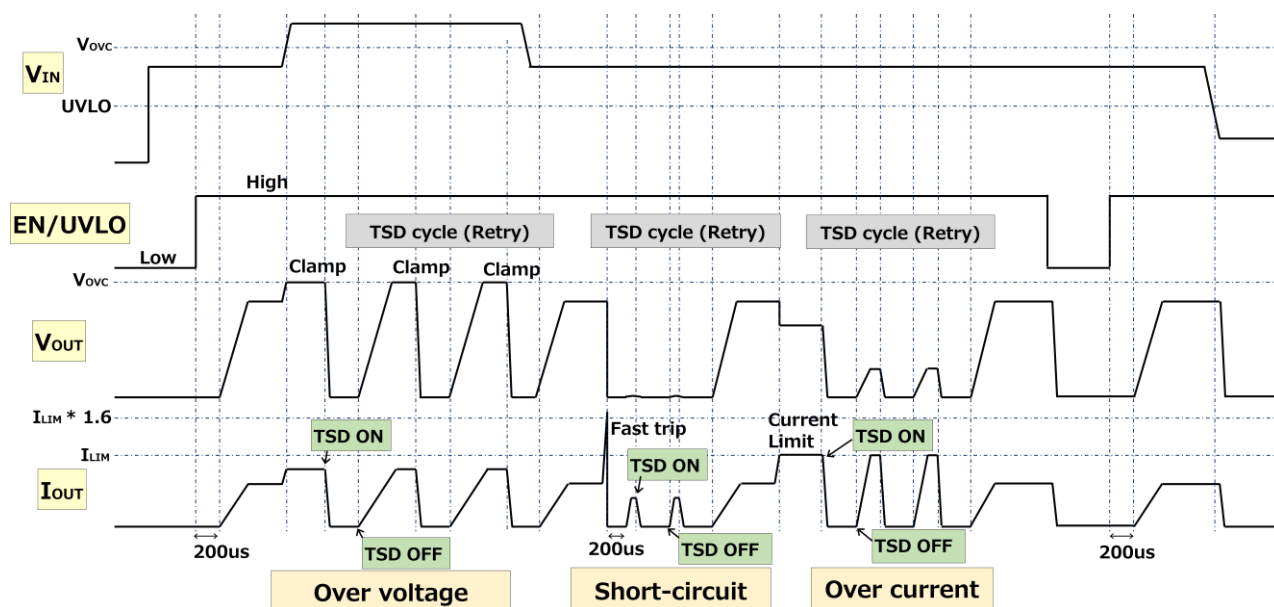 VOVC
VIN
UVLO
High
EN/UVLO
TSD cycle (Retry)
TSD cycle (Retry)
TSD cycle (Retry)
Low
VOVC
Clamp
Clamp
Clamp
VOUT
ILIM * 1.6
Fast trip
Current
Limit
TSD ON
TSD ON
TSD ON
ILIM
IOUT
200us
TSD OFF
200us
TSD OFF
TSD OFF
200us
Over voltage
Short-circuit
Over current